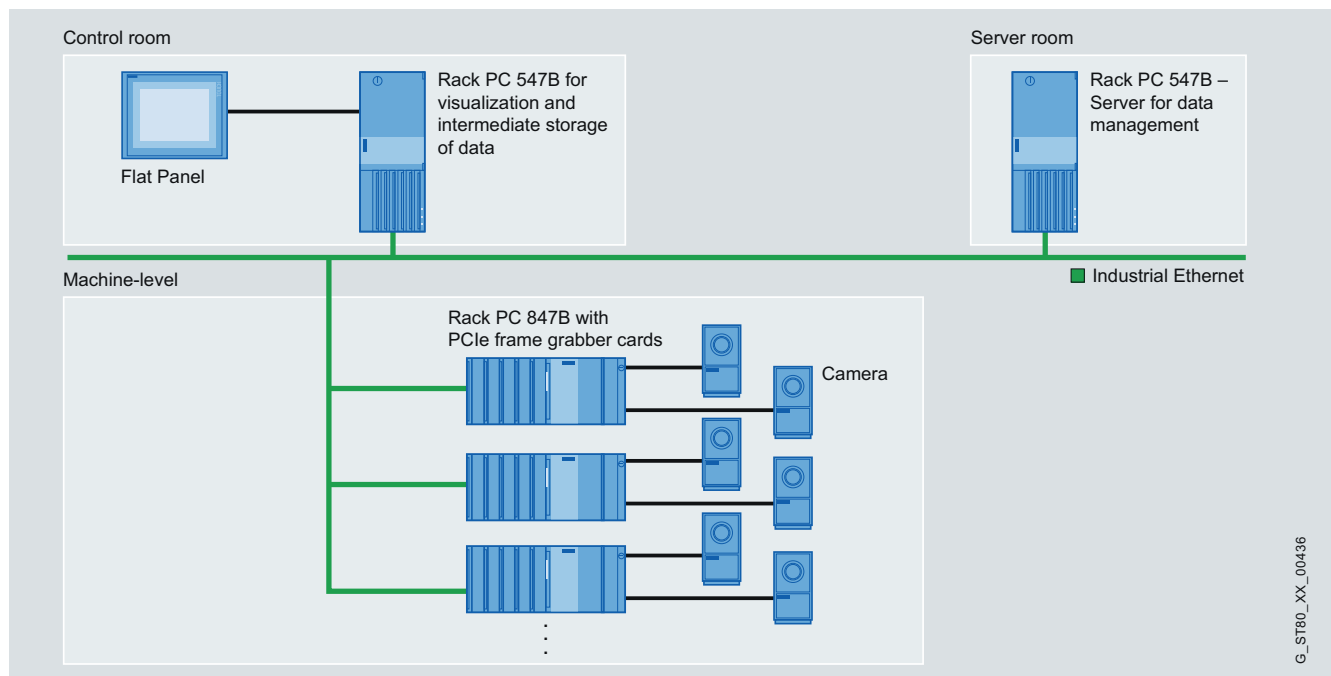 Control room
Server room
Rack PC 547B for
visualization and
intermediate storage
of data
Flat Panel
Rack PC 547B –
Server for data
management
Industrial Ethernet
Machine-level
Rack PC 847B with
PCIe frame grabber cards
Camera
G_ST80_XX_00436